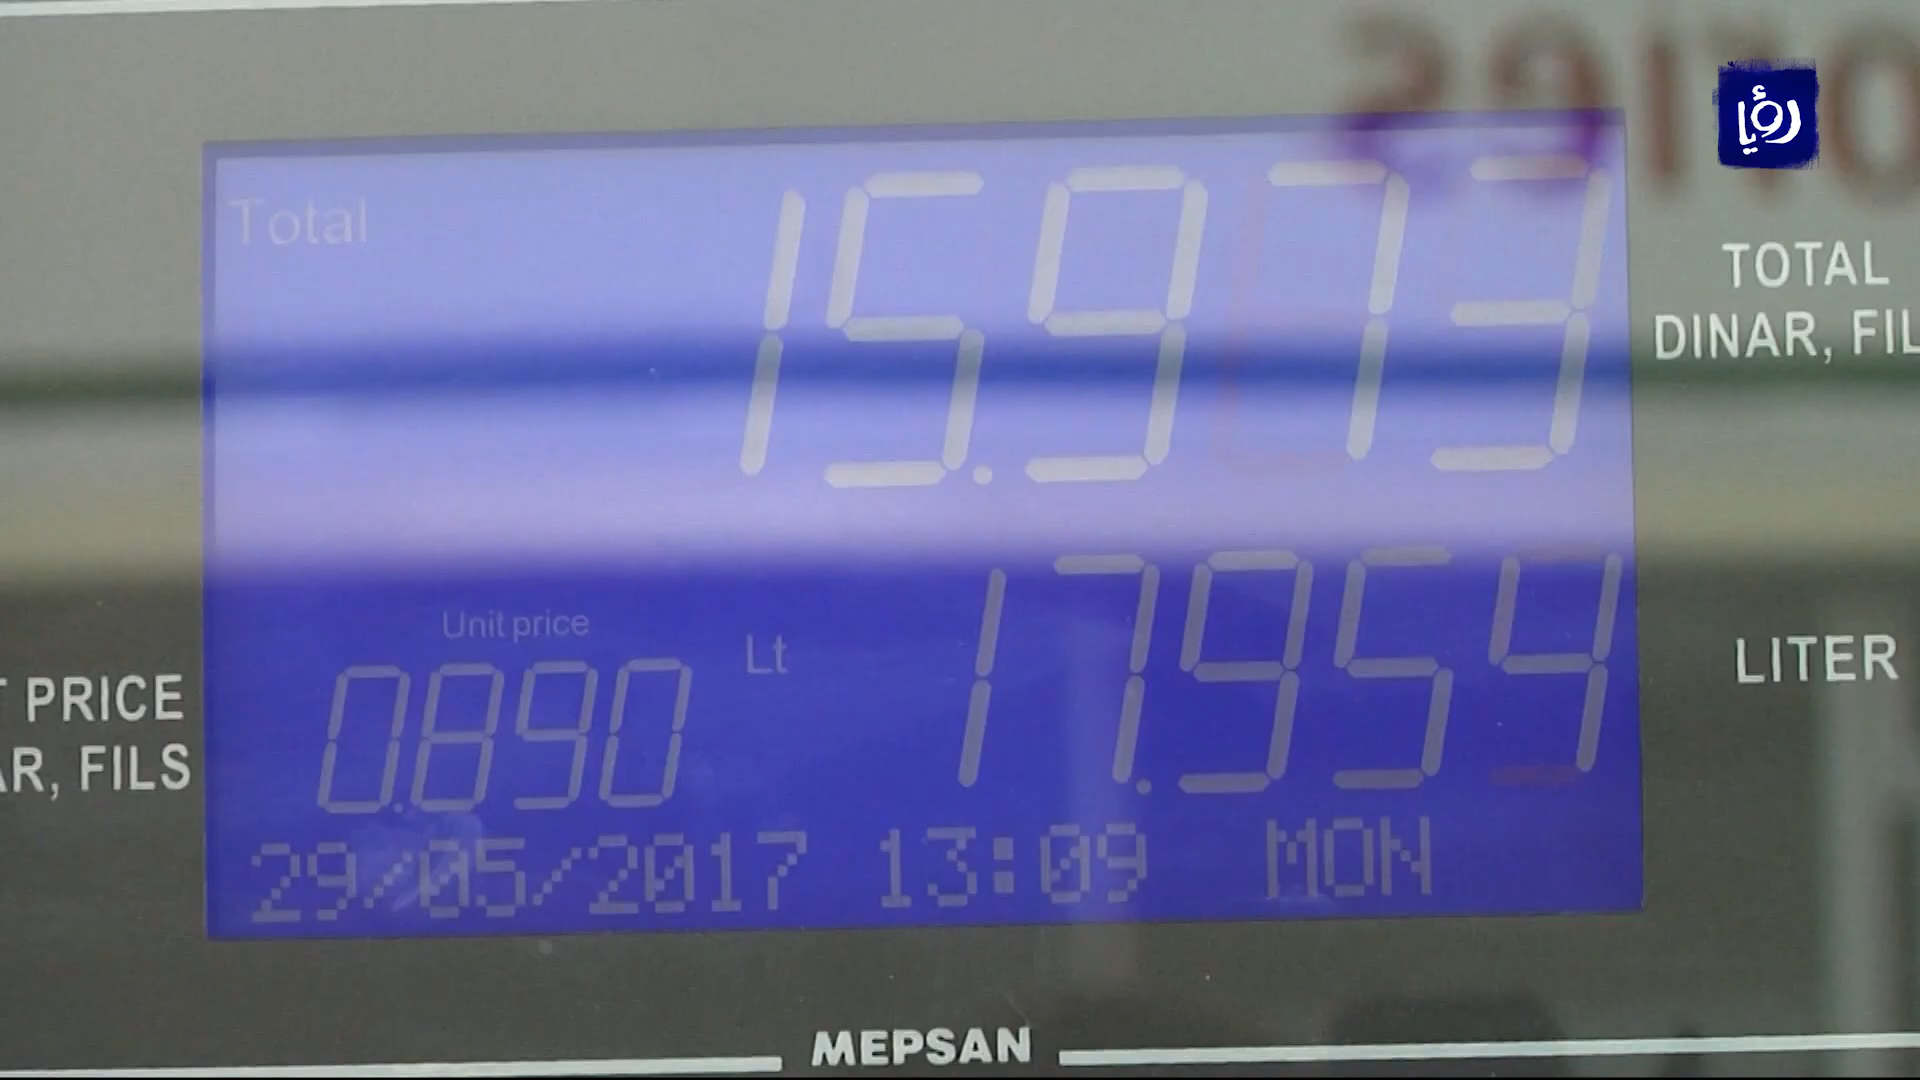 رؤيا
Total
15.973
TOTAL
DINAR, FIL
Unit price
0.890
Lt
17.954
LITER
T PRICE
AR, FILS
29/05/2017 13:09 MON
MEPSAN